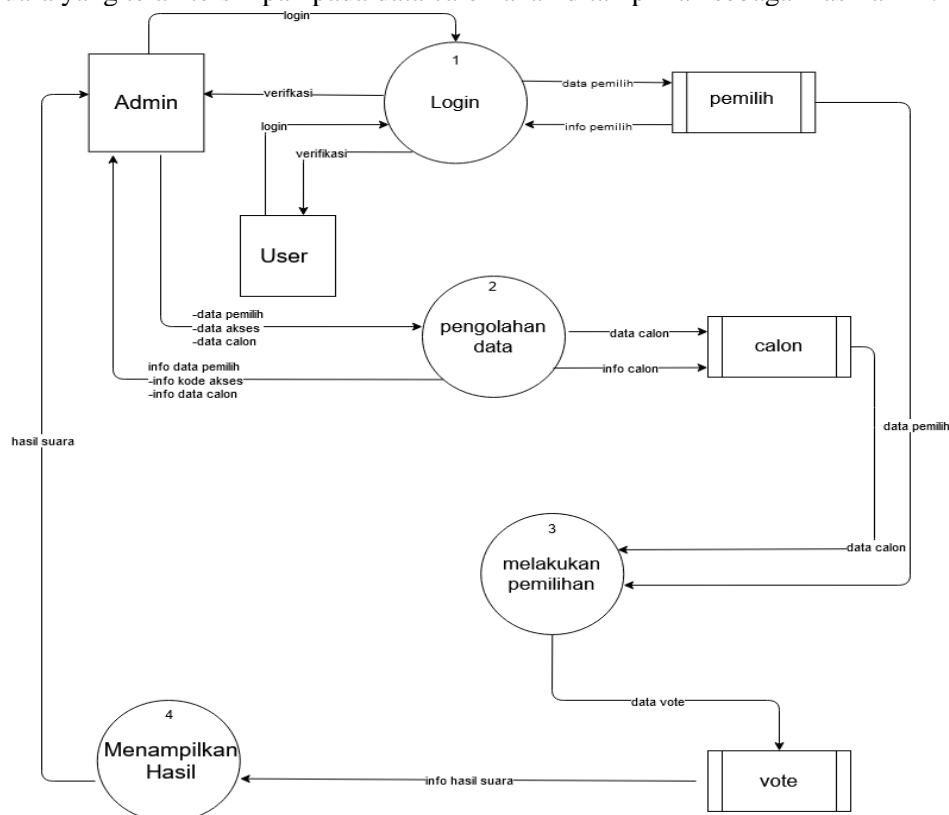 login
1
Login
Admin
verifkasi
data pemilih
pemilih
info pemilih
login
verifikasi
User
-data pemilih
-data akses
-data calon
2
pengolahan
data
data calon
info calon
calon
info data pemilih
-info kode akses
-info data calon
hasil suara
data pemilih
3
melakukan
pemilihan
data calon
data vote
4
Menampilkan
Hasil
info hasil suara
vote